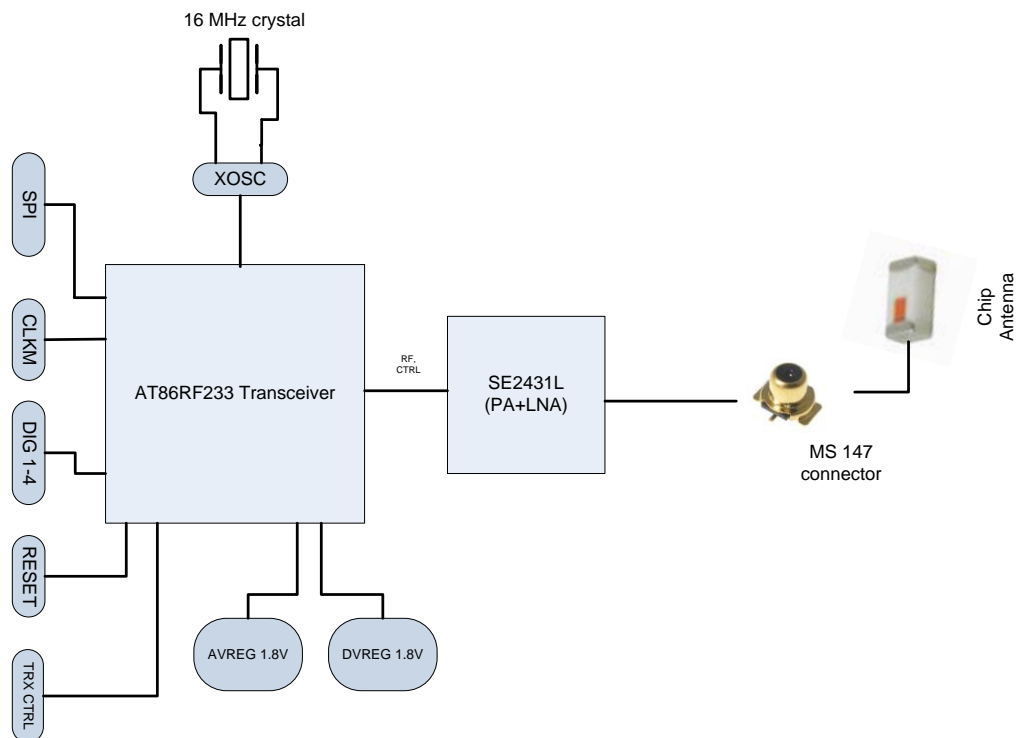 16 MHz crystal
XOSC
SPI
CLKM
DIG 1-4
RESET
TRX CTRL
AT86RF233 Transceiver
RF,
CTRL
SE2431L
(PA+LNA)
MS 147
connector
Chip
Antenna
AVREG 1.8V
DVREG 1.8V